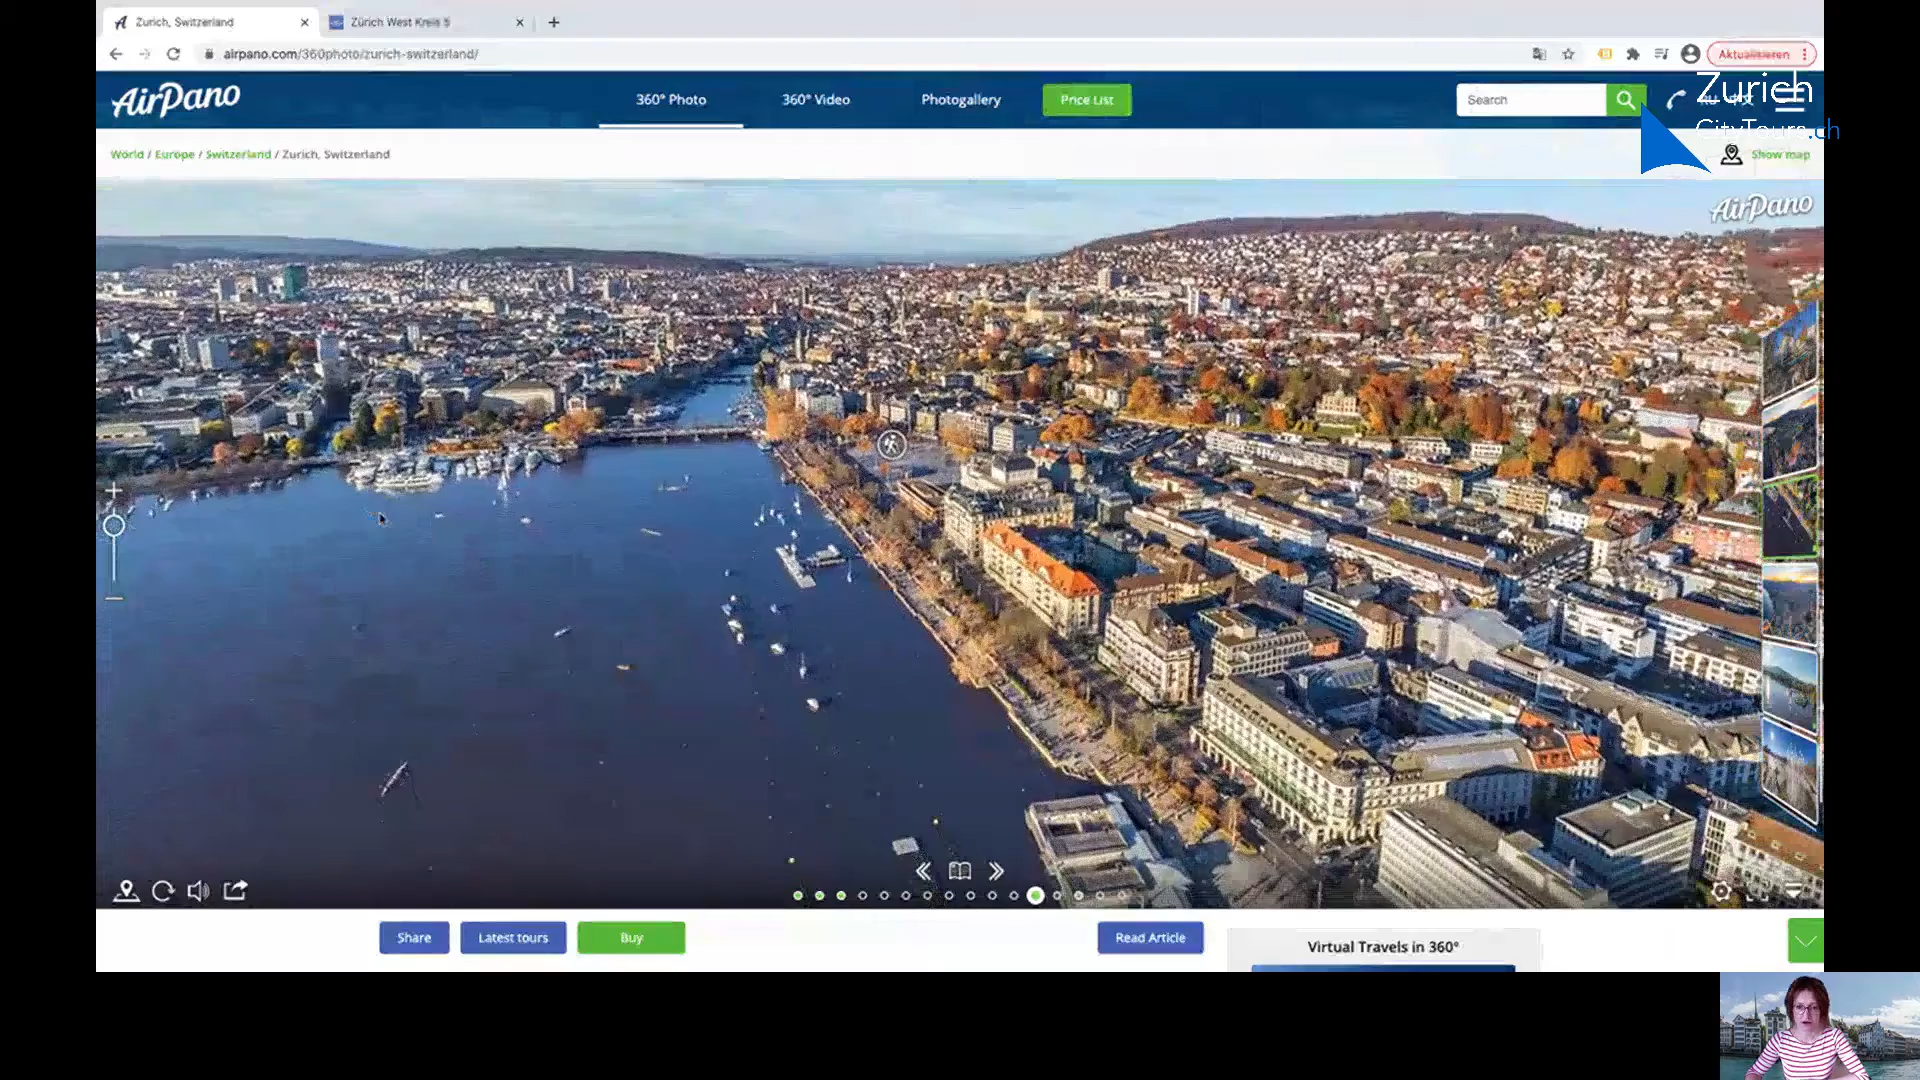 Zurich, Switzerland
Zürich West Kreis 5
airpano.com/360photo/zurich-switzerland/
Aktualisieren
AirPano
360° Photo
360° Video
Photogallery
Price List
Search
Zurich
CityTours.ch
World / Europe / Switzerland / Zurich, Switzerland
Show map
AirPano
Share
Latest tours
Buy
Read Article
Virtual Travels in 360°